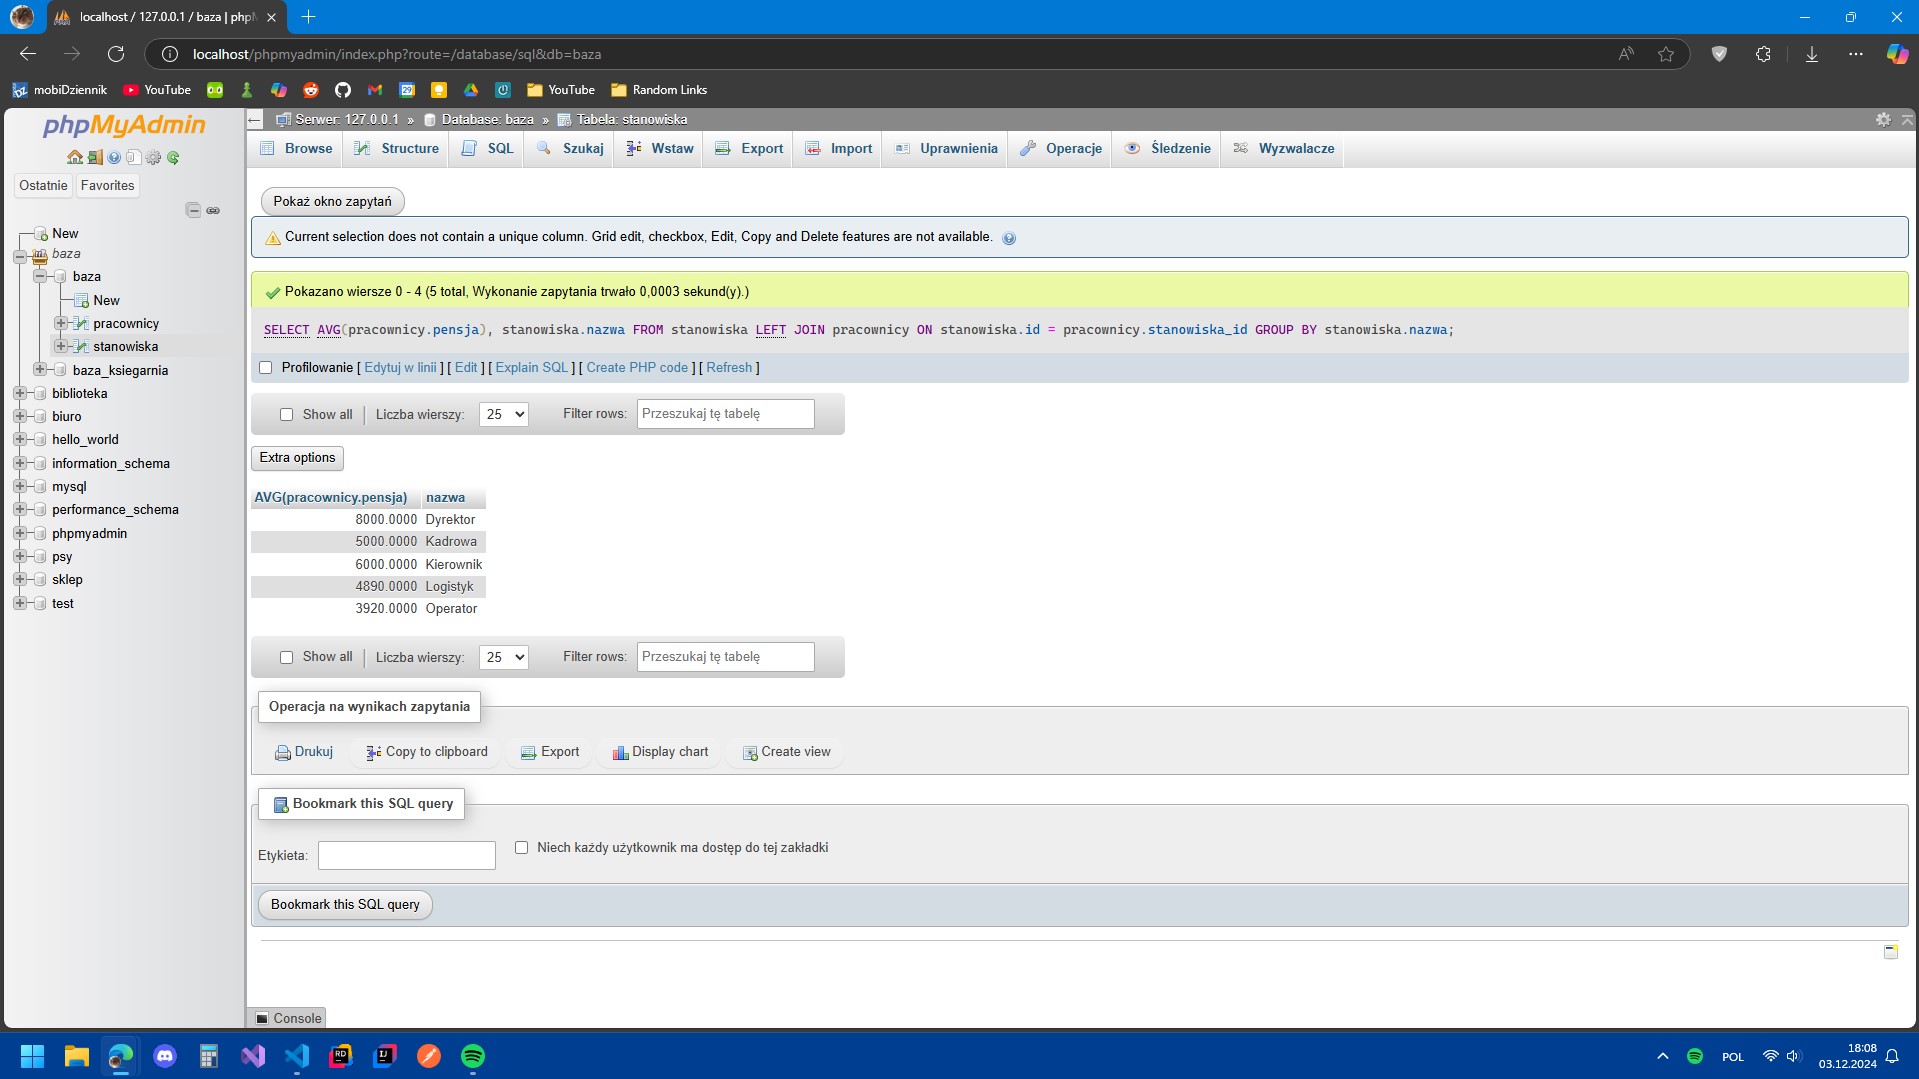 localhost / 127.0.0.1 / baza | phpM
localhost/phpmyadmin/index.php?route=/database/sql&db=baza
mobiDziennik YouTube YouTube Random Links
phpMyAdmin
Ostatnie Favorites
New
baza
baza
New
pracownicy
stanowiska
baza_ksiegarnia
biblioteka
biuro
hello_world
information_schema
mysql
performance_schema
phpmyadmin
psy
sklep
test
Serwer: 127.0.0.1 » Database: baza » Tabela: stanowiska
Browse Structure SQL Szukaj Wstaw Export Import Uprawnienia Operacje Śledzenie Wyzwalacze
Pokaż okno zapytań
Current selection does not contain a unique column. Grid edit, checkbox, Edit, Copy and Delete features are not available.
Pokazano wiersze 0 - 4 (5 total, Wykonanie zapytania trwało 0,0003 sekund(y).)
SELECT AVG(pracownicy.pensja), stanowiska.nazwa FROM stanowiska LEFT JOIN pracownicy ON stanowiska.id = pracownicy.stanowiska_id GROUP BY stanowiska.nazwa;
Profilowanie [ Edytuj w linii ] [ Edit ] [ Explain SQL ] [ Create PHP code ] [ Refresh ]
Show all | Liczba wierszy: 25 Filter rows: Przeszukaj tę tabelę
Extra options
AVG(pracownicy.pensja) nazwa
8000.0000 Dyrektor
5000.0000 Kadrowa
6000.0000 Kierownik
4890.0000 Logistyk
3920.0000 Operator
Show all | Liczba wierszy: 25 Filter rows: Przeszukaj tę tabelę
Operacja na wynikach zapytania
Drukuj Copy to clipboard Export Display chart Create view
Bookmark this SQL query
Etykieta: Niech każdy użytkownik ma dostęp do tej zakładki
Bookmark this SQL query
Console
POL
18:08
03.12.2024